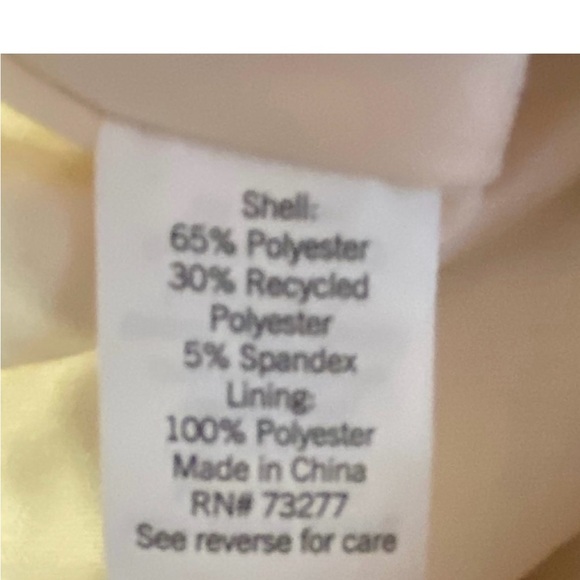 Shell:
65% Polyester
30% Recycled
Polyester
5% Spandex
Lining:
100% Polyester
Made in China
RN# 73277
See reverse for care